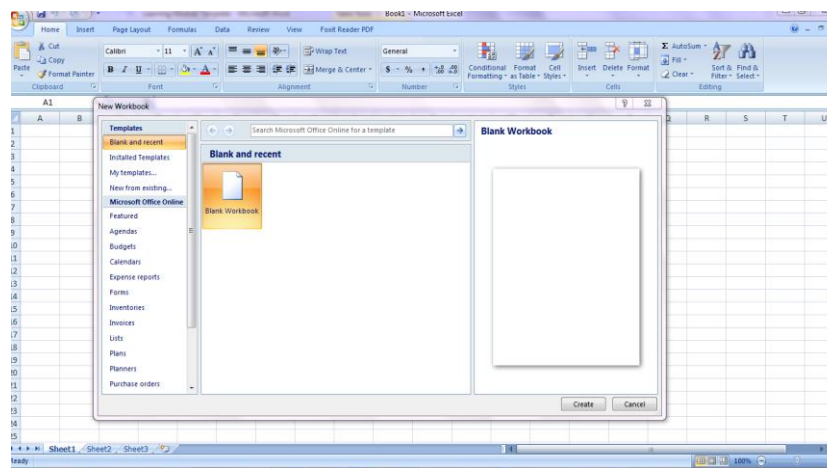 Book1 - Microsoft Excel
Home Insert Page Layout Formulas Data Review View Foxit Reader PDF
Cut
Copy
Format Painter
Paste
Calibri 11
Wrap Text
Merge & Center
General
Conditional Formatting
Format as Table
Cell Styles
Insert Delete Format
AutoSum
Fill
Clear
Sort & Filter
Find & Select
Clipboard Font Alignment Number Styles Cells Editing
A1
A B R S T U
New Workbook
Templates
Blank and recent
Installed Templates
My templates...
New from existing...
Microsoft Office Online
Featured
Agendas
Budgets
Calendars
Expense reports
Forms
Inventories
Invoices
Lists
Plans
Planners
Purchase orders
Search Microsoft Office Online for a template
Blank and recent
Blank Workbook
Blank Workbook
Create Cancel
Sheet1 Sheet2 Sheet3
Ready
100%